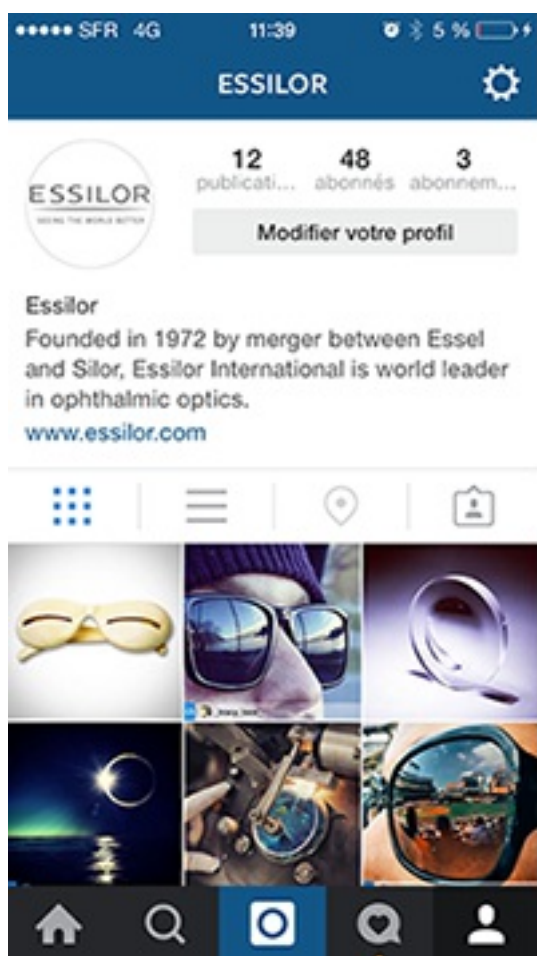 SFR 4G 11:39 5 %
ESSILOR
12 48 3
publicati... abonnés abonnem...
ESSILOR
SEEING THE WORLD BETTER
Modifier votre profil
Essilor
Founded in 1972 by merger between Essel
and Silor, Essilor International is world leader
in ophthalmic optics.
www.essilor.com